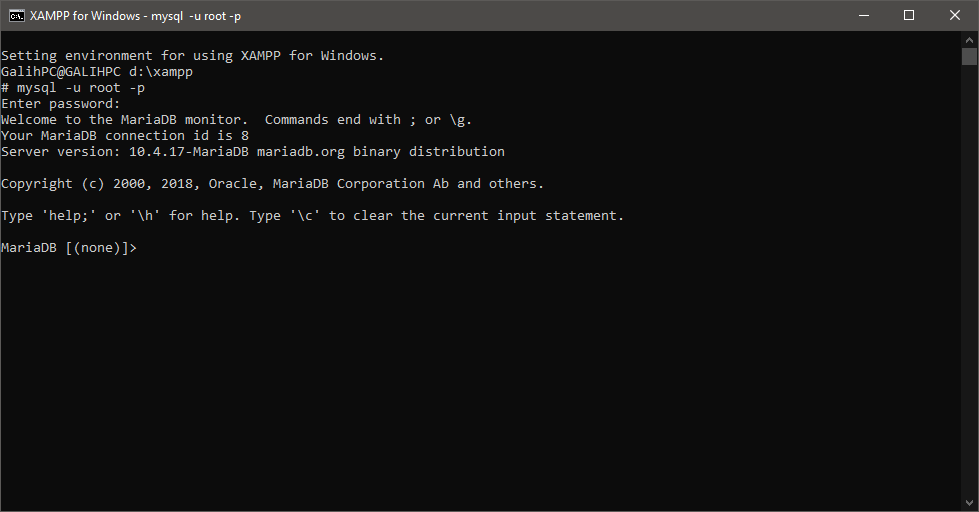 XAMPP for Windows - mysql  -u root -p
Setting environment for using XAMPP for Windows.
GalihPC@GALIHPC d:\xampp
# mysql -u root -p
Enter password:
Welcome to the MariaDB monitor.  Commands end with ; or \g.
Your MariaDB connection id is 8
Server version: 10.4.17-MariaDB mariadb.org binary distribution
Copyright (c) 2000, 2018, Oracle, MariaDB Corporation Ab and others.
Type 'help;' or '\h' for help. Type '\c' to clear the current input statement.
MariaDB [(none)]>